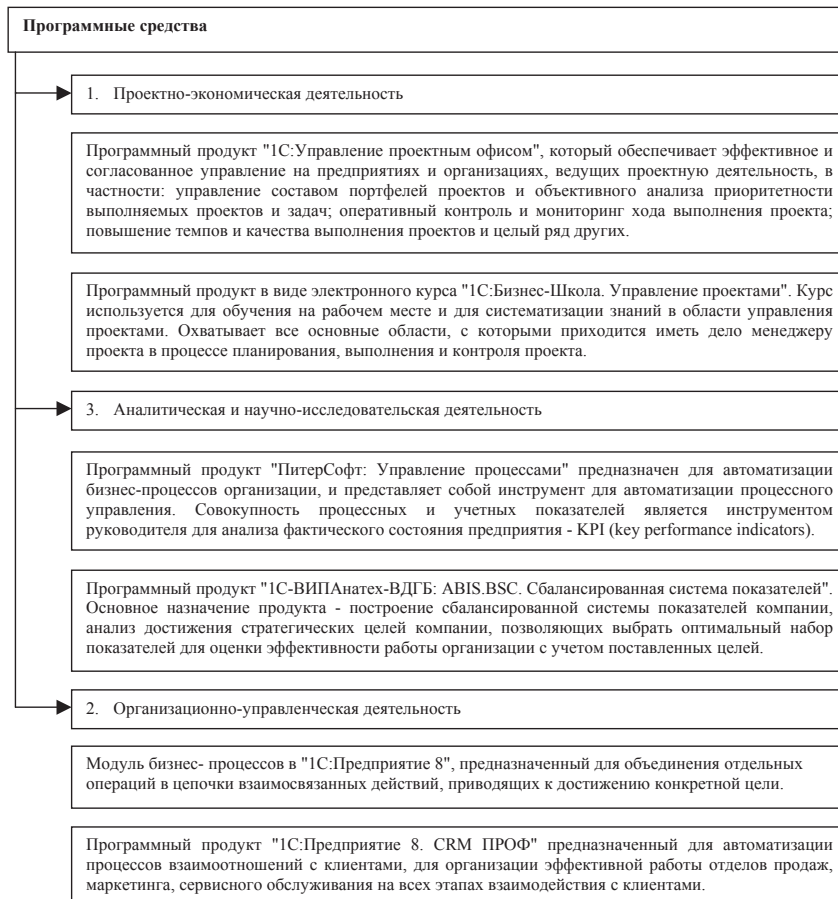 Программные средства
1. Проектно-экономическая деятельность
Программный продукт "1С:Управление проектным офисом", который обеспечивает эффективное и
согласованное управление на предприятиях и организациях, ведущих проектную деятельность, в
частности: управление составом портфелей проектов и объективного анализа приоритетности
выполняемых проектов и задач; оперативный контроль и мониторинг хода выполнения проекта;
повышение темпов и качества выполнения проектов и целый ряд других.
Программный продукт в виде электронного курса "1С:Бизнес-Школа. Управление проектами". Курс
используется для обучения на рабочем месте и для систематизации знаний в области управления
проектами. Охватывает все основные области, с которыми приходится иметь дело менеджеру
проекта в процессе планирования, выполнения и контроля проекта.
3. Аналитическая и научно-исследовательская деятельность
Программный продукт "ПитерСофт: Управление процессами" предназначен для автоматизации
бизнес-процессов организации, и представляет собой инструмент для автоматизации процессного
управления. Совокупность процессных и учетных показателей является инструментом
руководителя для анализа фактического состояния предприятия - KPI (key performance indicators).
Программный продукт "1С-ВИПАнатех-ВДГБ: ABIS.BSC. Сбалансированная система показателей".
Основное назначение продукта - построение сбалансированной системы показателей компании,
анализ достижения стратегических целей компании, позволяющих выбрать оптимальный набор
показателей для оценки эффективности работы организации с учетом поставленных целей.
2. Организационно-управленческая деятельность
Модуль бизнес- процессов в "1С:Предприятие 8", предназначенный для объединения отдельных
операций в цепочки взаимосвязанных действий, приводящих к достижению конкретной цели.
Программный продукт "1С:Предприятие 8. CRM ПРОФ" предназначенный для автоматизации
процессов взаимоотношений с клиентами, для организации эффективной работы отделов продаж,
маркетинга, сервисного обслуживания на всех этапах взаимодействия с клиентами.